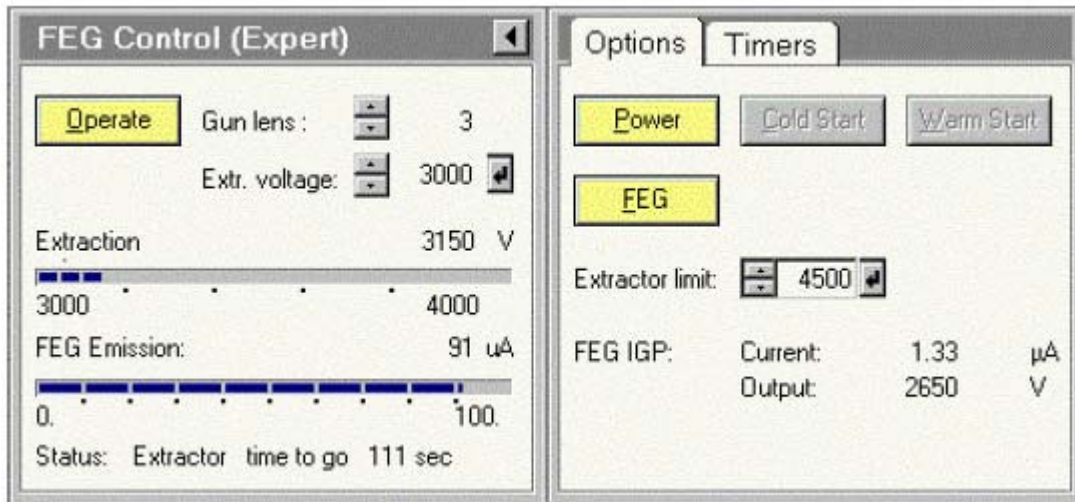 FEG Control (Expert)
Operate Gun lens : 3
Extr. voltage: 3000
Extraction 3150 V
3000 4000
FEG Emission: 91 uA
0. 100.
Status: Extractor time to go 111 sec
Options Timers
Power Cold Start Warm Start
FEG
Extractor limit: 4500
FEG IGP: Current: 1.33 µA
Output: 2650 V